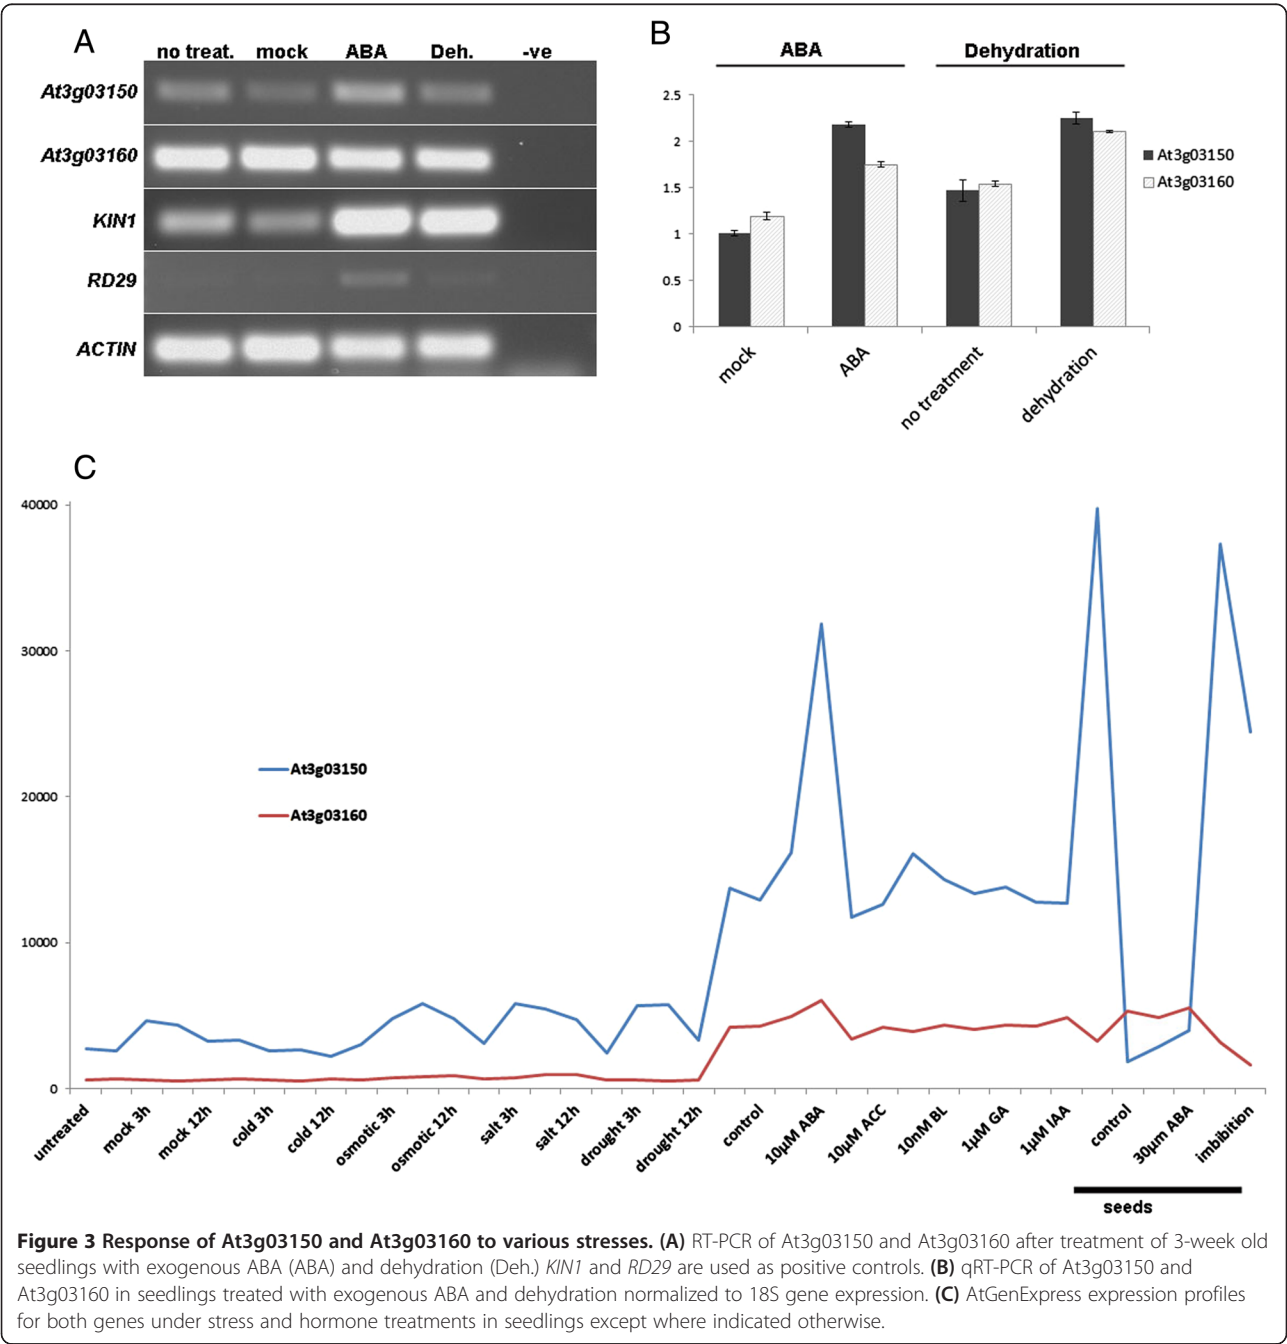 A
no treat. mock ABA Deh. -ve
At3g03150
At3g03160
KIN1
RD29
ACTIN
B
ABA Dehydration
2.5
2
1.5
1
0.5
0
mock ABA no treatment dehydration
At3g03150
At3g03160
C
40000
30000
20000
10000
0
At3g03150
At3g03160
untreated mock 3h mock 12h cold 3h cold 12h osmotic 3h osmotic 12h salt 3h salt 12h drought 3h drought 12h control 10µM ABA 10µM ACC 10nM BL 1µM GA 1µM IAA control 30µm ABA imbibition
seeds
Figure 3 Response of At3g03150 and At3g03160 to various stresses. (A) RT-PCR of At3g03150 and At3g03160 after treatment of 3-week old
seedlings with exogenous ABA (ABA) and dehydration (Deh.) KIN1 and RD29 are used as positive controls. (B) qRT-PCR of At3g03150 and
At3g03160 in seedlings treated with exogenous ABA and dehydration normalized to 18S gene expression. (C) AtGenExpress expression profiles
for both genes under stress and hormone treatments in seedlings except where indicated otherwise.